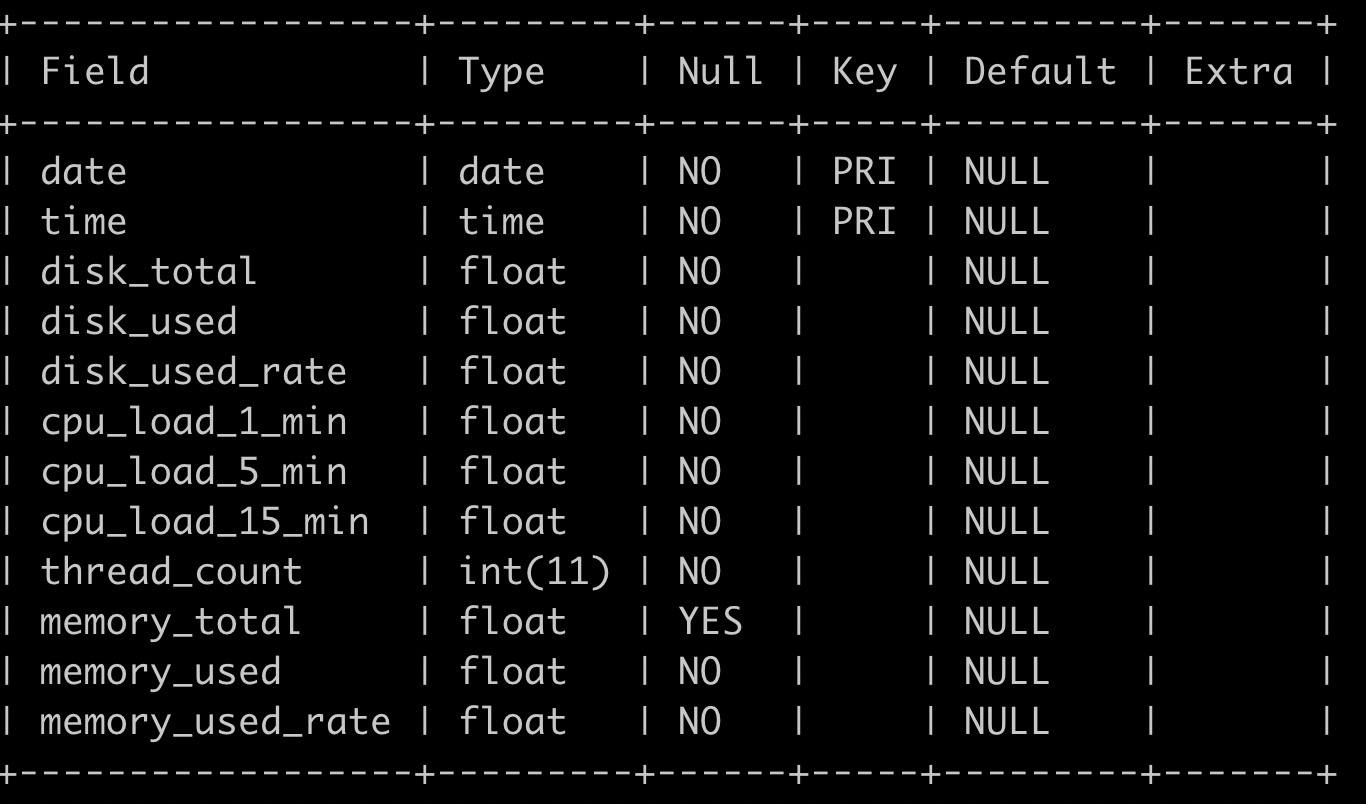 +------------------+---------+------+-----+---------+-------+
| Field            | Type    | Null | Key | Default | Extra |
+------------------+---------+------+-----+---------+-------+
| date             | date    | NO   | PRI | NULL    |       |
| time             | time    | NO   | PRI | NULL    |       |
| disk_total       | float   | NO   |     | NULL    |       |
| disk_used        | float   | NO   |     | NULL    |       |
| disk_used_rate   | float   | NO   |     | NULL    |       |
| cpu_load_1_min   | float   | NO   |     | NULL    |       |
| cpu_load_5_min   | float   | NO   |     | NULL    |       |
| cpu_load_15_min  | float   | NO   |     | NULL    |       |
| thread_count     | int(11) | NO   |     | NULL    |       |
| memory_total     | float   | YES  |     | NULL    |       |
| memory_used      | float   | NO   |     | NULL    |       |
| memory_used_rate | float   | NO   |     | NULL    |       |
+------------------+---------+------+-----+---------+-------+